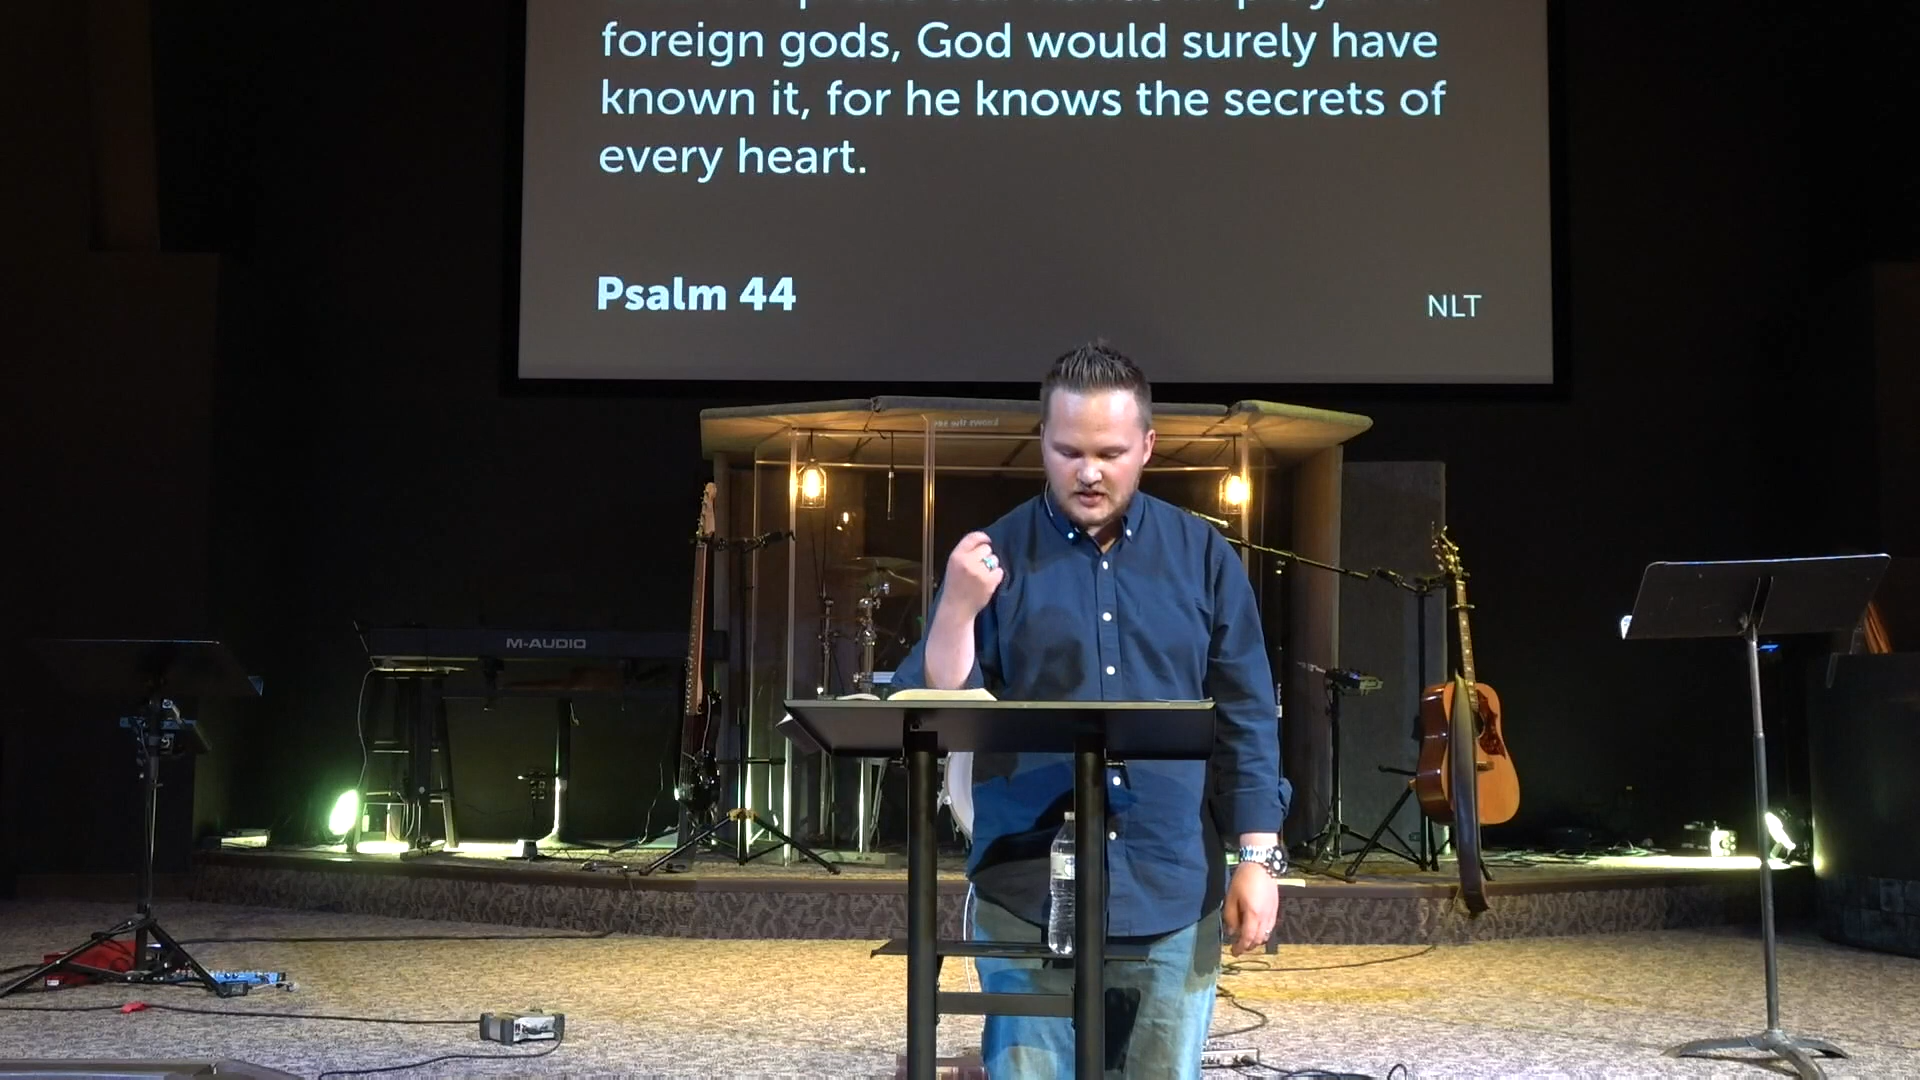 foreign gods, God would surely have
known it, for he knows the secrets of
every heart.
Psalm 44
NLT
M-AUDIO